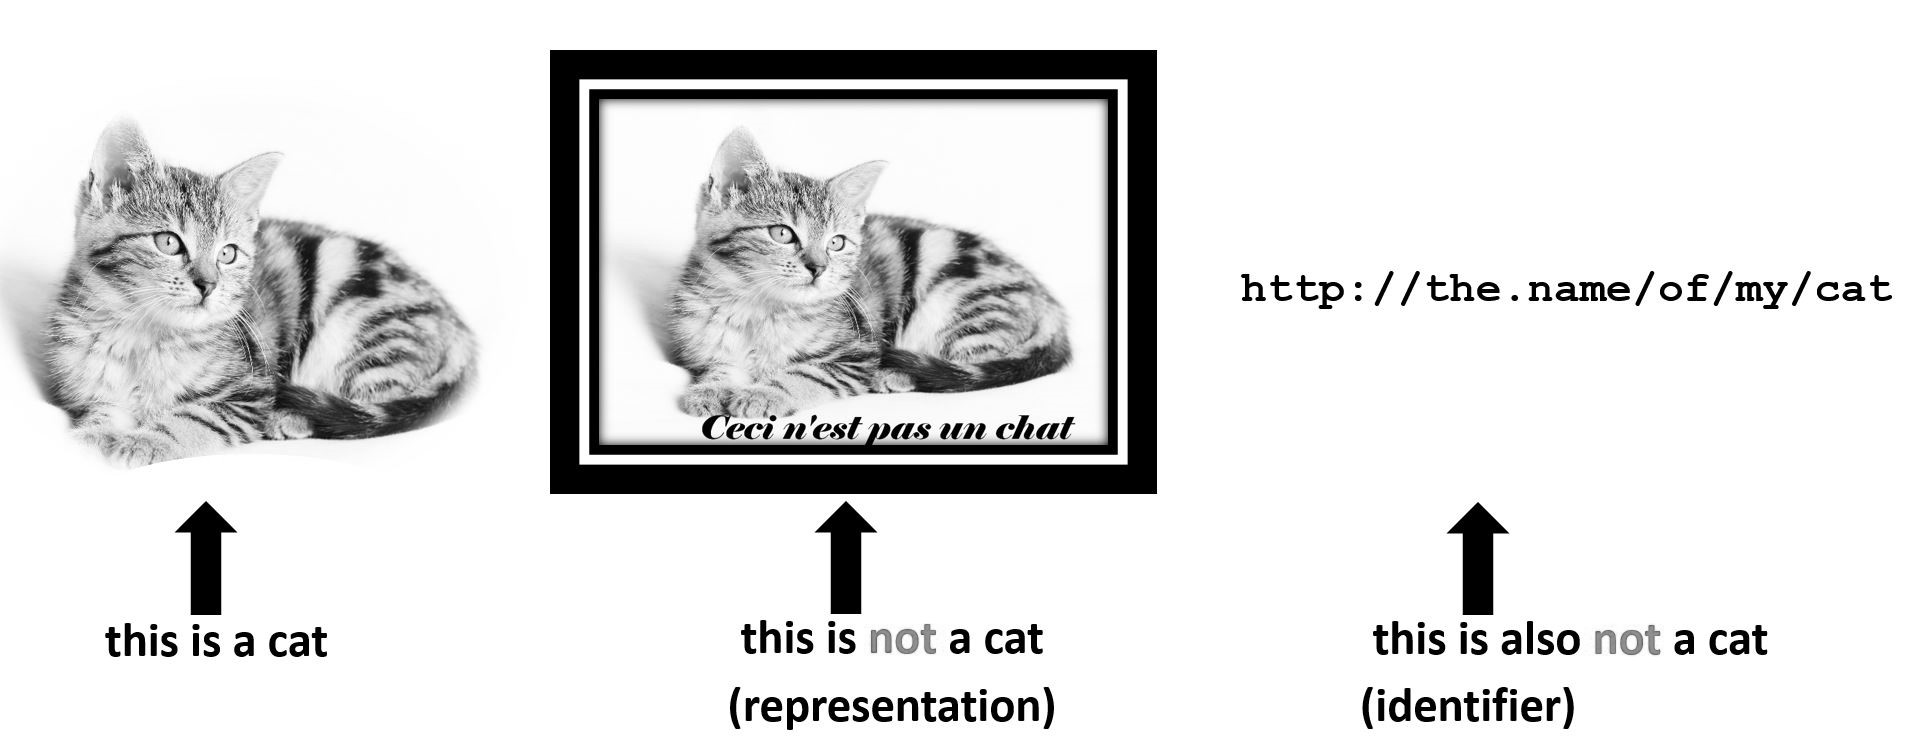 Ceci n'est pas un chat
http://the.name/of/my/cat
this is a cat
this is not a cat
(representation)
this is also not a cat
(identifier)